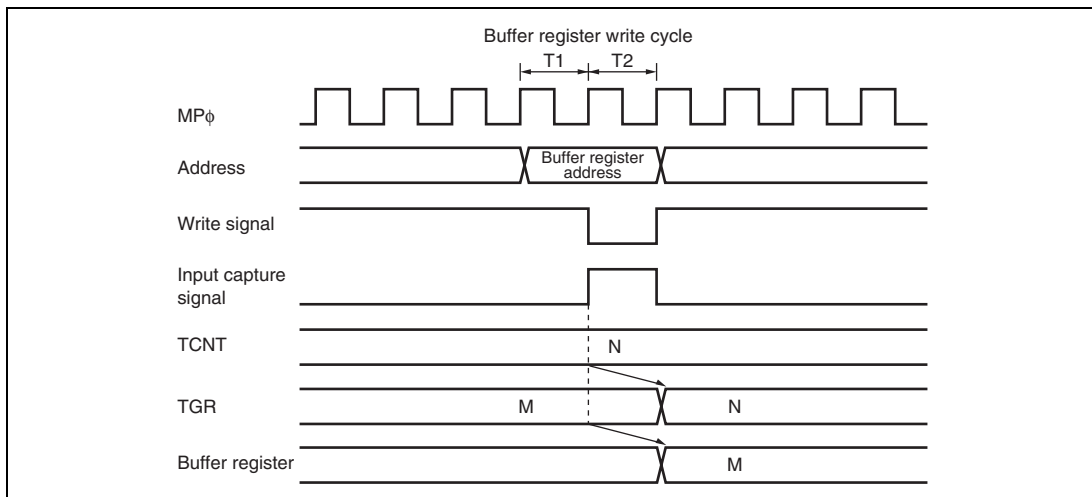 Buffer register write cycle
T1 T2
MPϕ
Address
Buffer register
address
Write signal
Input capture
signal
TCNT
N
TGR
M N
Buffer register
M